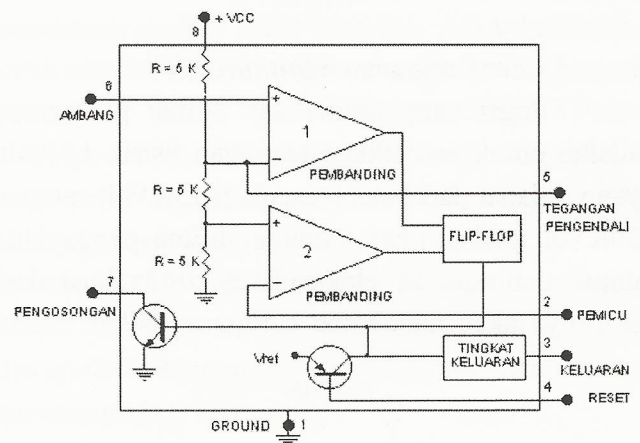 + VCC
8
R = 5 K
6
AMBANG
+
1
−
PEMBANDING
5
TEGANGAN
PENGENDALI
R = 5 K
+
2
−
PEMBANDING
FLIP-FLOP
R = 5 K
7
PENGOSONGAN
2
PEMICU
Vref
TINGKAT
KELUARAN
3
KELUARAN
4
RESET
GROUND
1